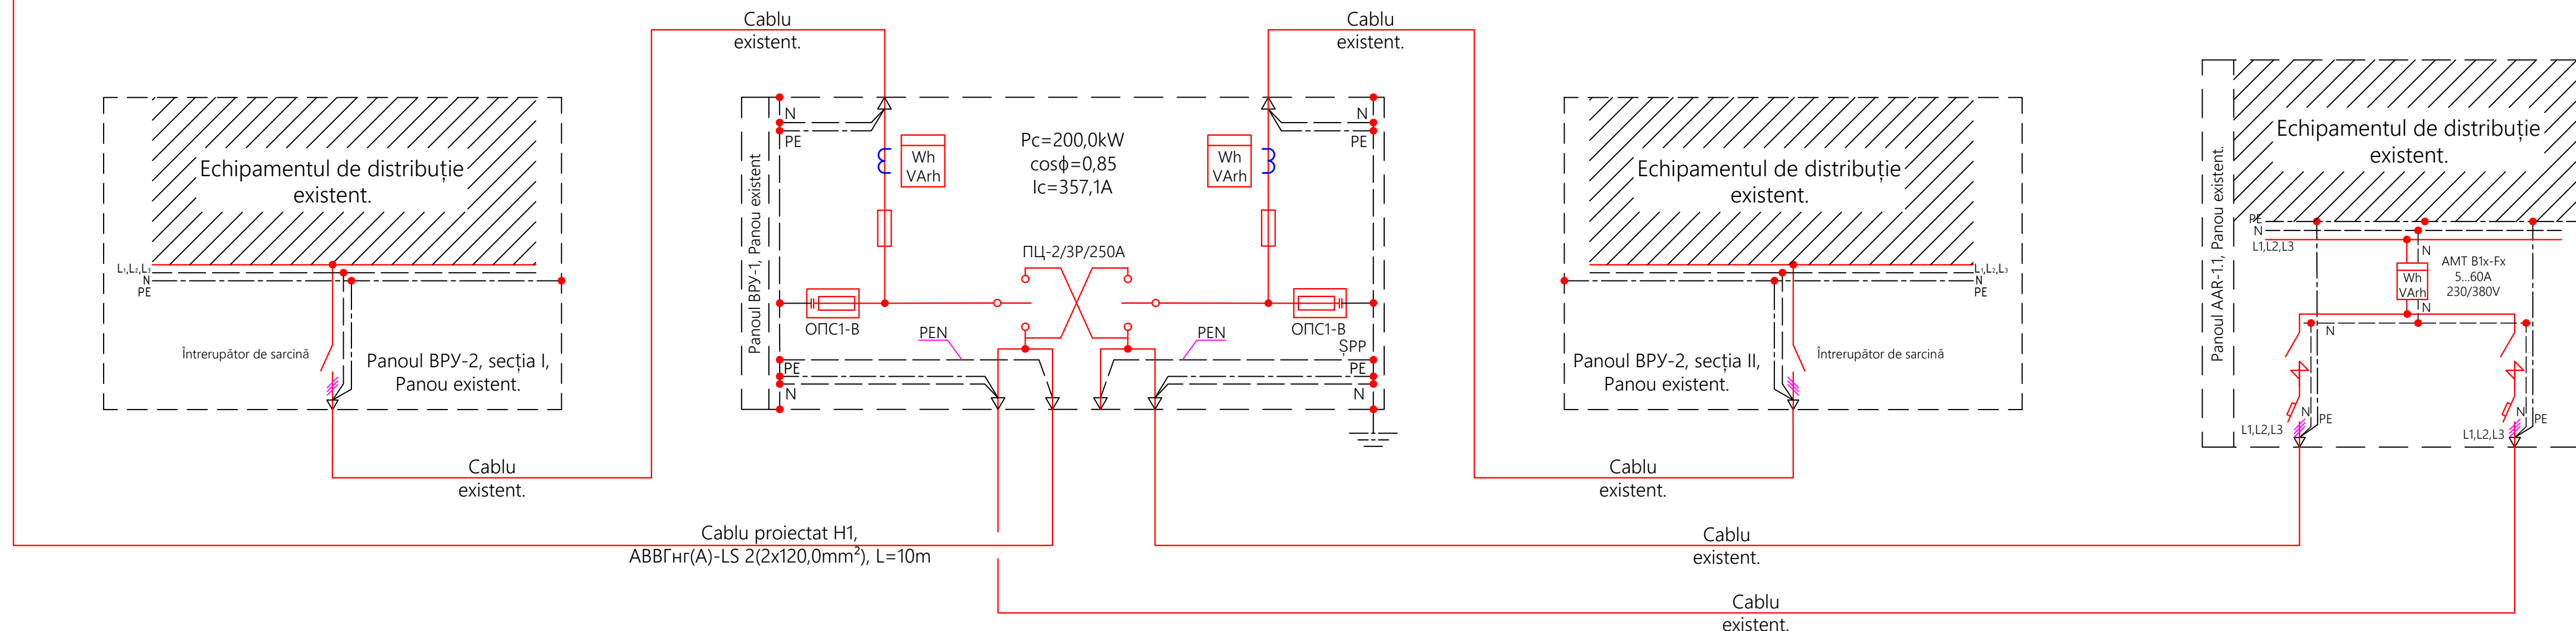 Cablu
existent.
Cablu
existent.
Echipamentul de distribuție
existent.
L₁,L₂,L₃
N
PE
Întrerupător de sarcină
Panoul ВРУ-2, secția I,
Panou existent.
Cablu
existent.
Panoul ВРУ-1, Panou existent
N
PE
Wh
VArh
Pc=200,0kW
cosϕ=0,85
Ic=357,1A
Wh
VArh
N
PE
ПЦ-2/3P/250A
ОПС1-В
ОПС1-В
PEN
PEN
ȘPP
PE
N
PE
N
Echipamentul de distribuție
existent.
L₁,L₂,L₃
N
PE
Întrerupător de sarcină
Panoul ВРУ-2, secția II,
Panou existent.
Cablu
existent.
Panoul AAR-1.1, Panou existent.
Echipamentul de distribuție
existent.
PE
N
L1,L2,L3
N
AMT B1x-Fx
5...60A
230/380V
Wh
VArh
N
N
N
PE
L1,L2,L3
N
PE
L1,L2,L3
Cablu proiectat H1,
АВВГнг(А)-LS 2(2x120,0mm²), L=10m
Cablu
existent.
Cablu
existent.